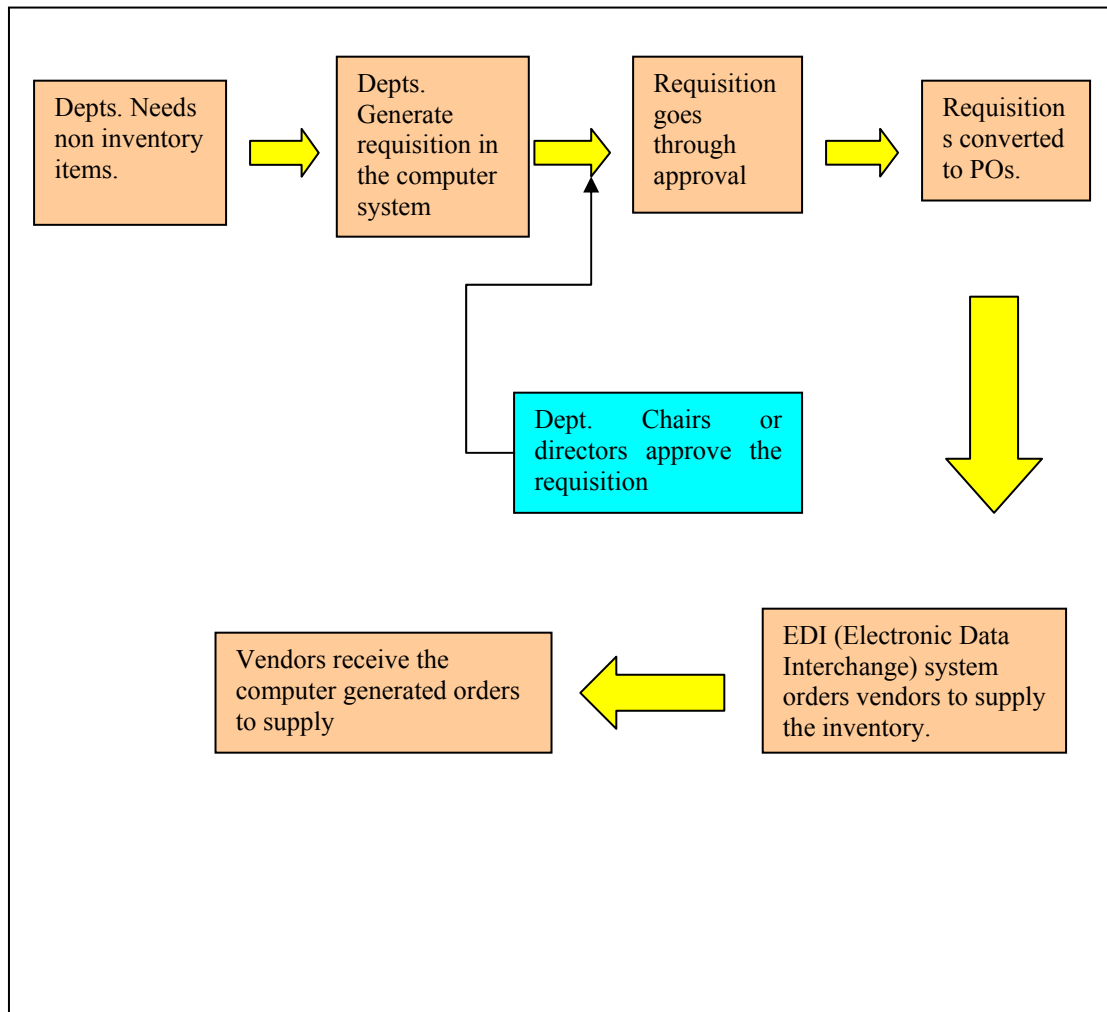 Depts. Needs
non inventory
items.
Depts.
Generate
requisition in
the computer
system
Requisition
goes
through
approval
Requisition
s converted
to POs.
Dept. Chairs or
directors approve the
requisition
EDI (Electronic Data
Interchange) system
orders vendors to supply
the inventory.
Vendors receive the
computer generated orders
to supply